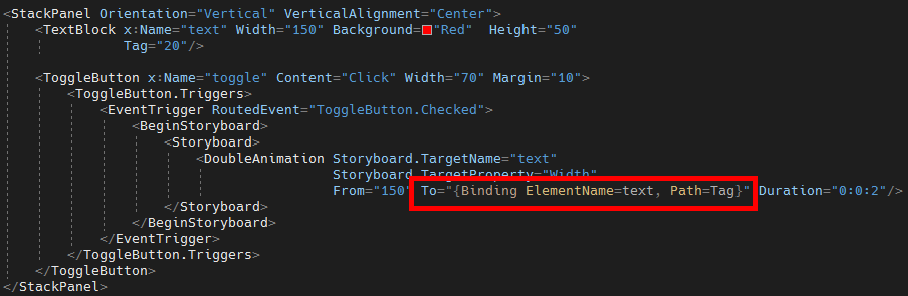 <StackPanel Orientation="Vertical" VerticalAlignment="Center">
<TextBlock x:Name="text" Width="150" Background="Red" Height="50"
Tag="20"/>
<ToggleButton x:Name="toggle" Content="Click" Width="70" Margin="10">
<ToggleButton.Triggers>
<EventTrigger RoutedEvent="ToggleButton.Checked">
<BeginStoryboard>
<Storyboard>
<DoubleAnimation Storyboard.TargetName="text"
Storyboard.TargetProperty="Width"
From="150" To="{Binding ElementName=text, Path=Tag}" Duration="0:0:2"/>
</Storyboard>
</BeginStoryboard>
</EventTrigger>
</ToggleButton.Triggers>
</ToggleButton>
</StackPanel>